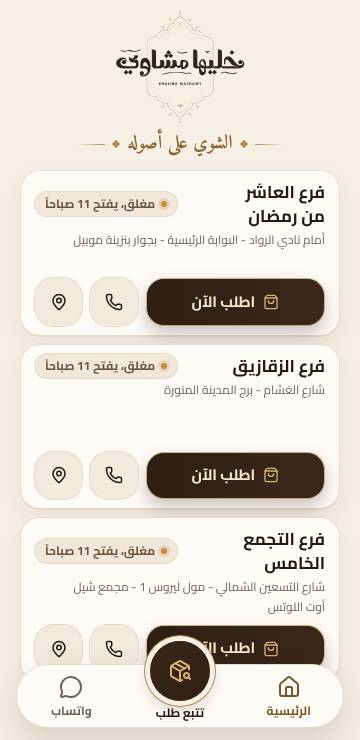 خليها مشاوي
KHALIHA MASHAWY
الشوي على أصوله
فرع العاشر
من رمضان
مغلق، يفتح 11 صباحاً
أمام نادي الرواد - البوابة الرئيسية - بجوار بنزينة موبيل
اطلب الآن
فرع الزقازيق
مغلق، يفتح 11 صباحاً
شارع الغشام - برج المدينة المنورة
اطلب الآن
فرع التجمع
الخامس
مغلق، يفتح 11 صباحاً
شارع التسعين الشمالي - مول ليروس 1 - مجمع شيل
أوت اللوتس
اطلب الآن
الرئيسية
تتبع طلب
واتساب